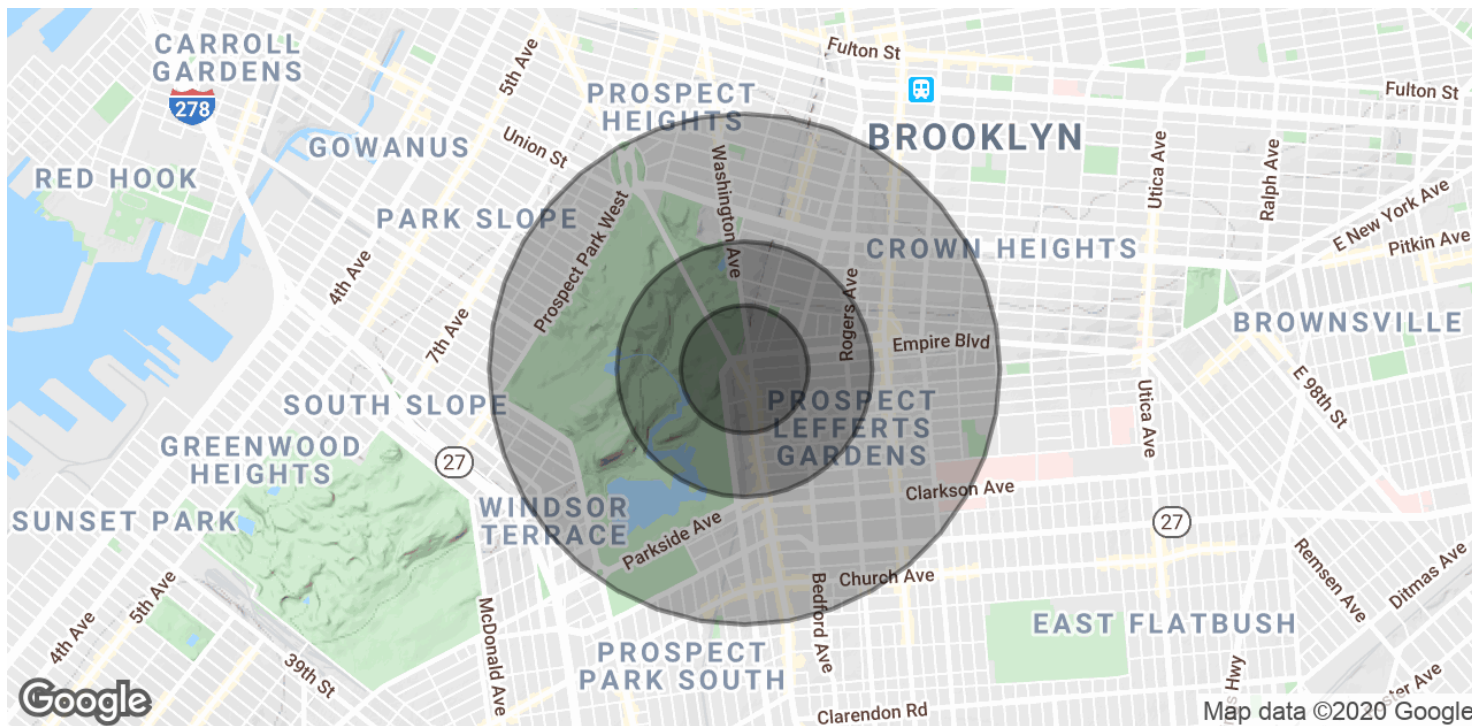 CARROLL
GARDENS
278
5th Ave
Fulton St
Fulton St
PROSPECT
HEIGHTS
BROOKLYN
GOWANUS
Union St
Washington Ave
Utica Ave
Ralph Ave
RED HOOK
PARK SLOPE
Prospect Park West
CROWN HEIGHTS
E New York Ave
Pitkin Ave
4th Ave
7th Ave
Rogers Ave
Empire Blvd
BROWNSVILLE
E 98th St
SOUTH SLOPE
PROSPECT
LEFFERTS
GARDENS
Utica Ave
GREENWOOD
HEIGHTS
27
Clarkson Ave
SUNSET PARK
WINDSOR
TERRACE
Parkside Ave
27
Remsen Ave
Ditmas Ave
5th Ave
4th Ave
39th St
McDonald Ave
Church Ave
Bedford Ave
EAST FLATBUSH
PROSPECT
PARK SOUTH
Hwy
Clarendon Rd
Google
Map data ©2020 Google